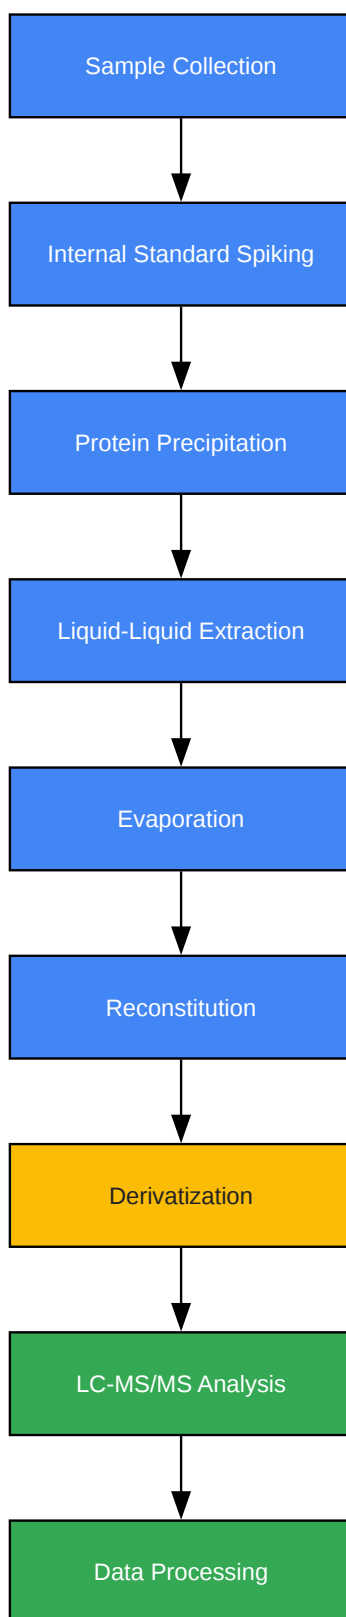 Sample Collection
Internal Standard Spiking
Protein Precipitation
Liquid-Liquid Extraction
Evaporation
Reconstitution
Derivatization
LC-MS/MS Analysis
Data Processing